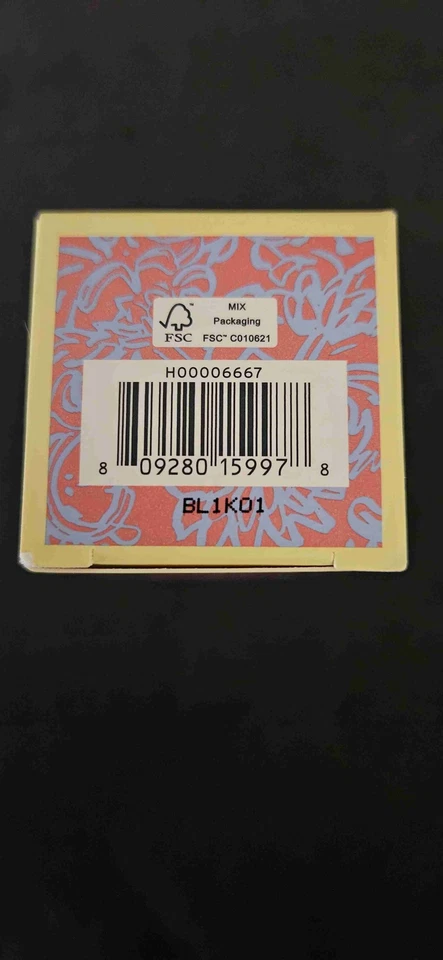 MIX
Packaging
FSC™ C010621
FSC
H00006667
8 09280 15997 8
BL1K01